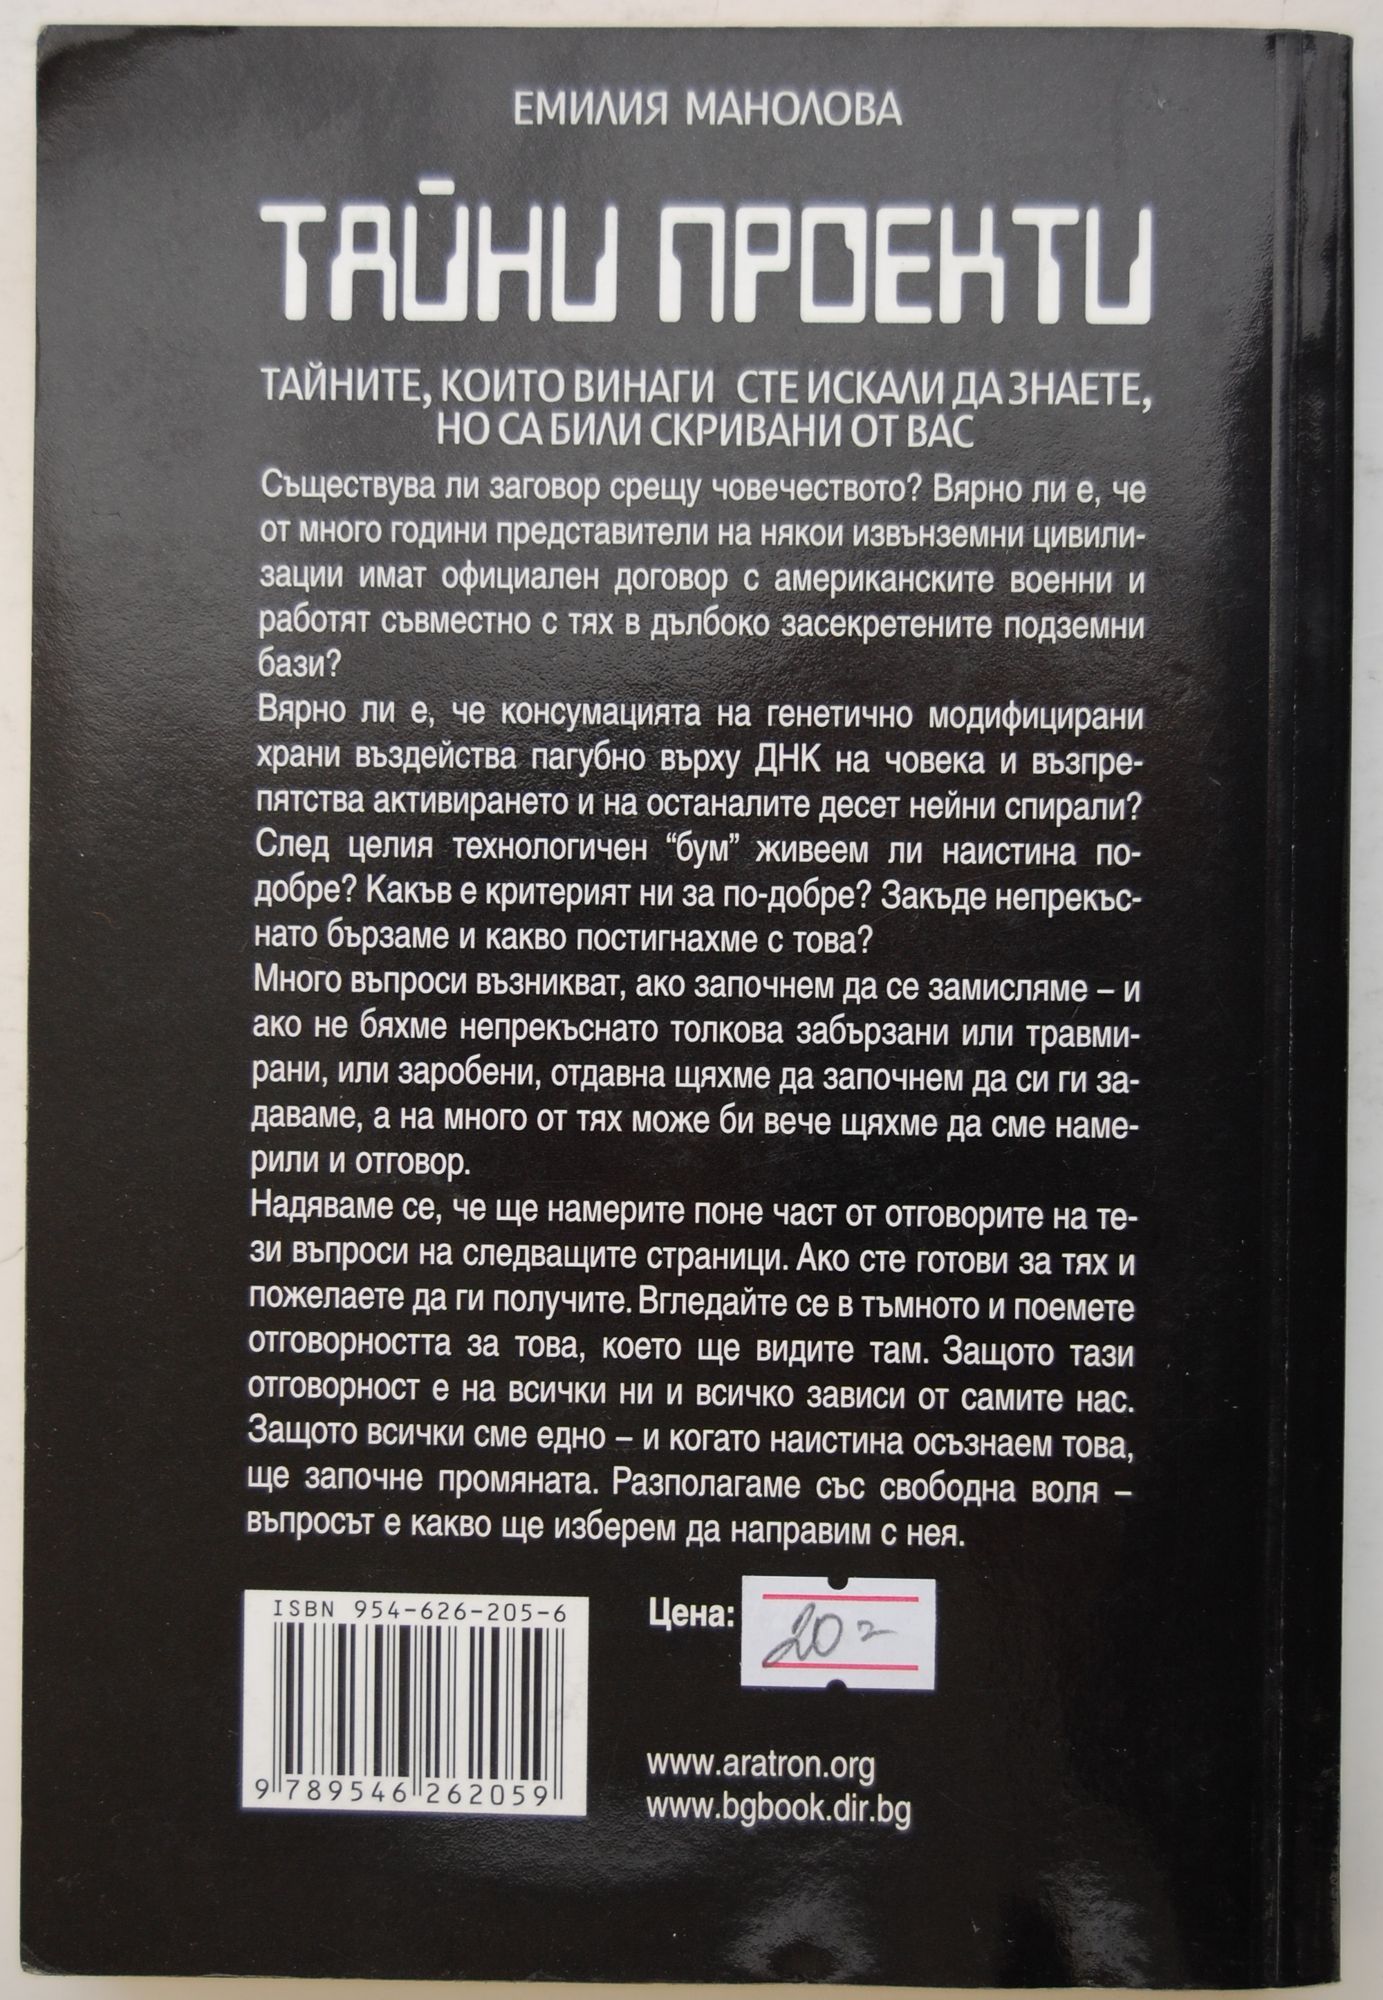 ЕМИЛИЯ МАНОЛОВА
ТАЙНИ ПРОЕКТИ
ТАЙНИТЕ, КОИТО ВИНАГИ СТЕ ИСКАЛИ ДА ЗНАЕТЕ,
НО СА БИЛИ СКРИВАНИ ОТ ВАС
Съществува ли заговор срещу човечеството? Вярно ли е, че
от много години представители на някои извънземни цивили-
зации имат официален договор с американските военни и
работят съвместно с тях в дълбоко засекретените подземни
бази?
Вярно ли е, че консумацията на генетично модифицирани
храни въздейства пагубно върху ДНК на човека и възпре-
пятства активирането и на останалите десет нейни спирали?
След целия технологичен “бум” живеем ли наистина по-
добре? Какъв е критерият ни за по-добре? Закъде непрекъс-
нато бързаме и какво постигнахме с това?
Много въпроси възникват, ако започнем да се замисляме – и
ако не бяхме непрекъснато толкова забързани или травми-
рани, или заробени, отдавна щяхме да започнем да си ги за-
даваме, а на много от тях може би вече щяхме да сме наме-
рили и отговор.
Надяваме се, че ще намерите поне част от отговорите на те-
зи въпроси на следващите страници. Ако сте готови за тях и
пожелаете да ги получите. Вгледайте се в тъмното и поемете
отговорността за това, което ще видите там. Защото тази
отговорност е на всички ни и всичко зависи от самите нас.
Защото всички сме едно – и когато наистина осъзнаем това,
ще започне промяната. Разполагаме със свободна воля –
въпросът е какво ще изберем да направим с нея.
ISBN 954-626-205-6
9 789546 262059
Цена:
20 -
www.aratron.org
www.bgbook.dir.bg